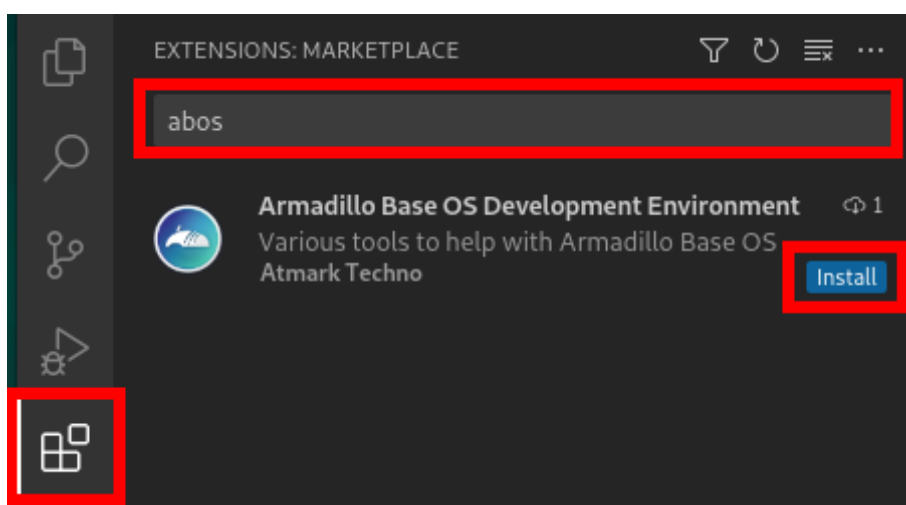 EXTENSIONS: MARKETPLACE
abos
Armadillo Base OS Development Environment 1
Various tools to help with Armadillo Base OS
Atmark Techno
Install